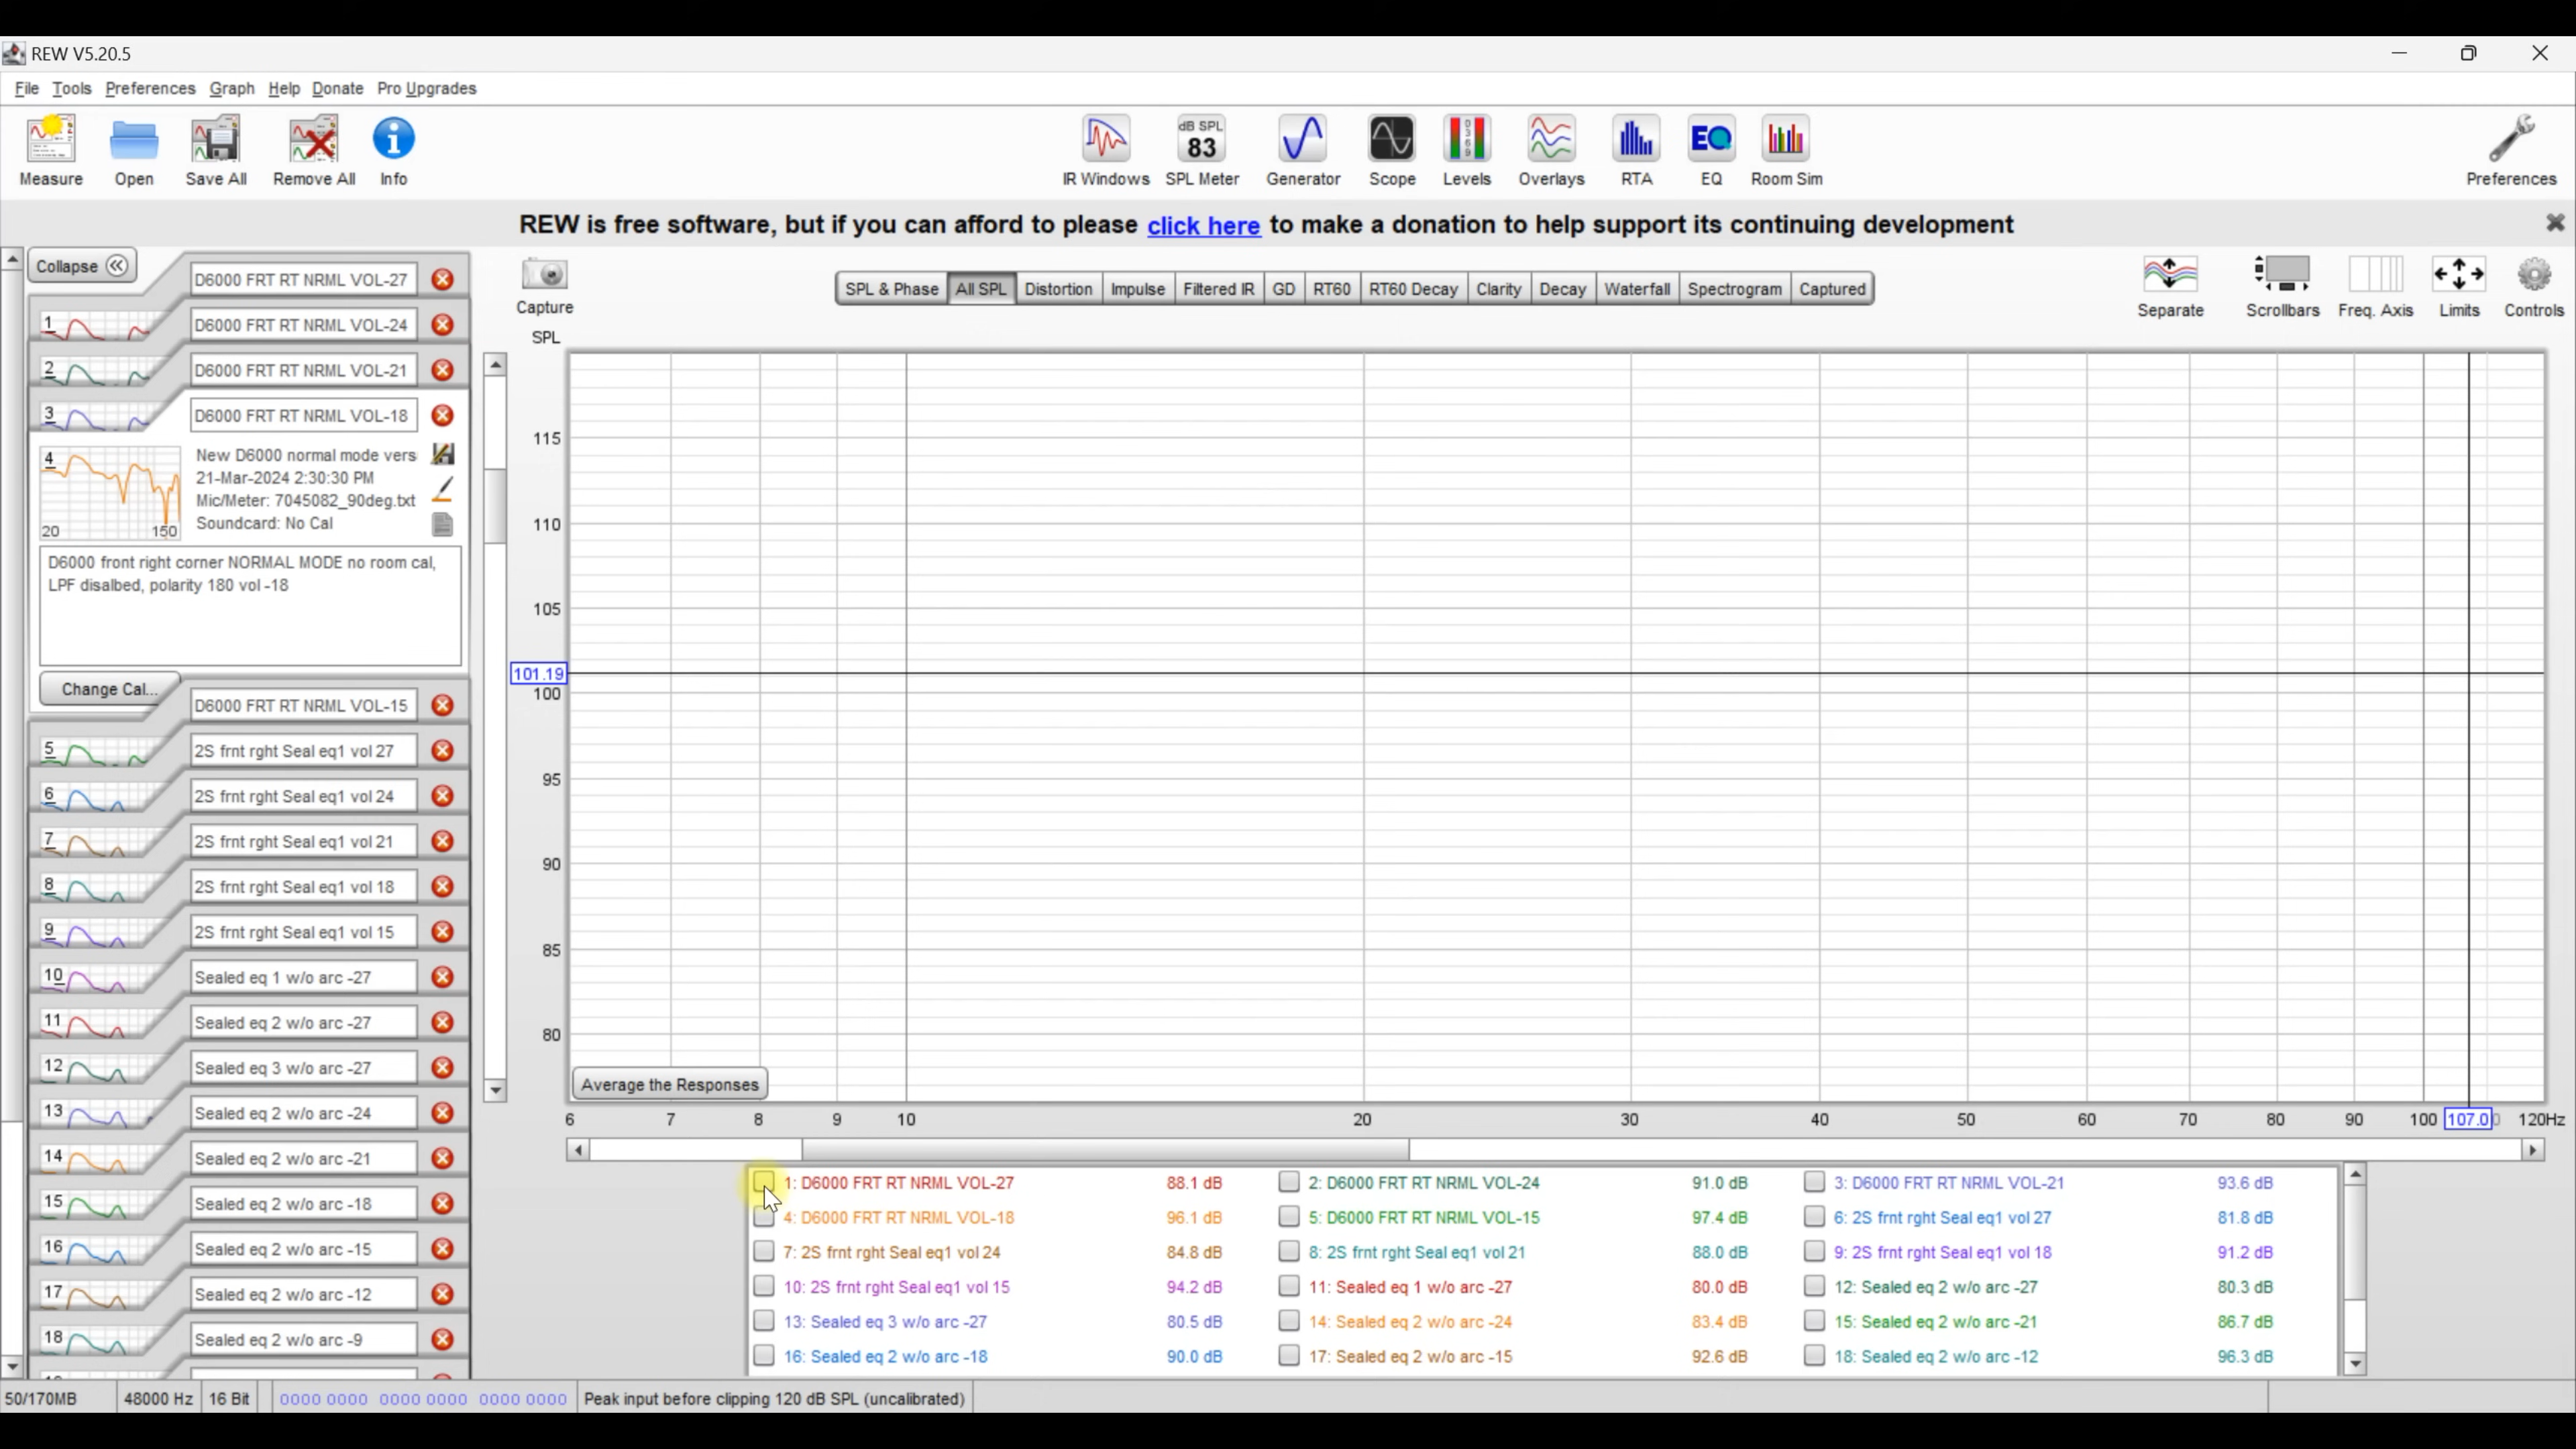 REW V5.20.5
File Tools Preferences Graph Help Donate Pro Upgrades
Measure Open Save All Remove All Info IR Windows dB SPL 83 SPL Meter Generator Scope Levels Overlays RTA EQ EQ Room Sim Preferences
REW is free software, but if you can afford to please click here to make a donation to help support its continuing development
Collapse
D6000 FRT RT NRML VOL-27
1 D6000 FRT RT NRML VOL-24
2 D6000 FRT RT NRML VOL-21
3 D6000 FRT RT NRML VOL-18
4
New D6000 normal mode vers
21-Mar-2024 2:30:30 PM
Mic/Meter: 7045082_90deg.txt
Soundcard: No Cal
20 150
D6000 front right corner NORMAL MODE no room cal,
LPF disalbed, polarity 180 vol -18
Change Cal...
D6000 FRT RT NRML VOL-15
5 2S frnt rght Seal eq1 vol 27
6 2S frnt rght Seal eq1 vol 24
7 2S frnt rght Seal eq1 vol 21
8 2S frnt rght Seal eq1 vol 18
9 2S frnt rght Seal eq1 vol 15
10 Sealed eq 1 w/o arc -27
11 Sealed eq 2 w/o arc -27
12 Sealed eq 3 w/o arc -27
13 Sealed eq 2 w/o arc -24
14 Sealed eq 2 w/o arc -21
15 Sealed eq 2 w/o arc -18
16 Sealed eq 2 w/o arc -15
17 Sealed eq 2 w/o arc -12
18 Sealed eq 2 w/o arc -9
Capture
SPL & Phase All SPL Distortion Impulse Filtered IR GD RT60 RT60 Decay Clarity Decay Waterfall Spectrogram Captured
Separate Scrollbars Freq. Axis Limits Controls
SPL
115
110
105
101.19
100
95
90
85
80
Average the Responses
6 7 8 9 10 20 30 40 50 60 70 80 90 100 107.0 120Hz
1: D6000 FRT RT NRML VOL-27 88.1 dB 2: D6000 FRT RT NRML VOL-24 91.0 dB 3: D6000 FRT RT NRML VOL-21 93.6 dB
4: D6000 FRT RT NRML VOL-18 96.1 dB 5: D6000 FRT RT NRML VOL-15 97.4 dB 6: 2S frnt rght Seal eq1 vol 27 81.8 dB
7: 2S frnt rght Seal eq1 vol 24 84.8 dB 8: 2S frnt rght Seal eq1 vol 21 88.0 dB 9: 2S frnt rght Seal eq1 vol 18 91.2 dB
10: 2S frnt rght Seal eq1 vol 15 94.2 dB 11: Sealed eq 1 w/o arc -27 80.0 dB 12: Sealed eq 2 w/o arc -27 80.3 dB
13: Sealed eq 3 w/o arc -27 80.5 dB 14: Sealed eq 2 w/o arc -24 83.4 dB 15: Sealed eq 2 w/o arc -21 86.7 dB
16: Sealed eq 2 w/o arc -18 90.0 dB 17: Sealed eq 2 w/o arc -15 92.6 dB 18: Sealed eq 2 w/o arc -12 96.3 dB
50/170MB 48000 Hz 16 Bit 0000 0000 0000 0000 0000 0000 Peak input before clipping 120 dB SPL (uncalibrated)